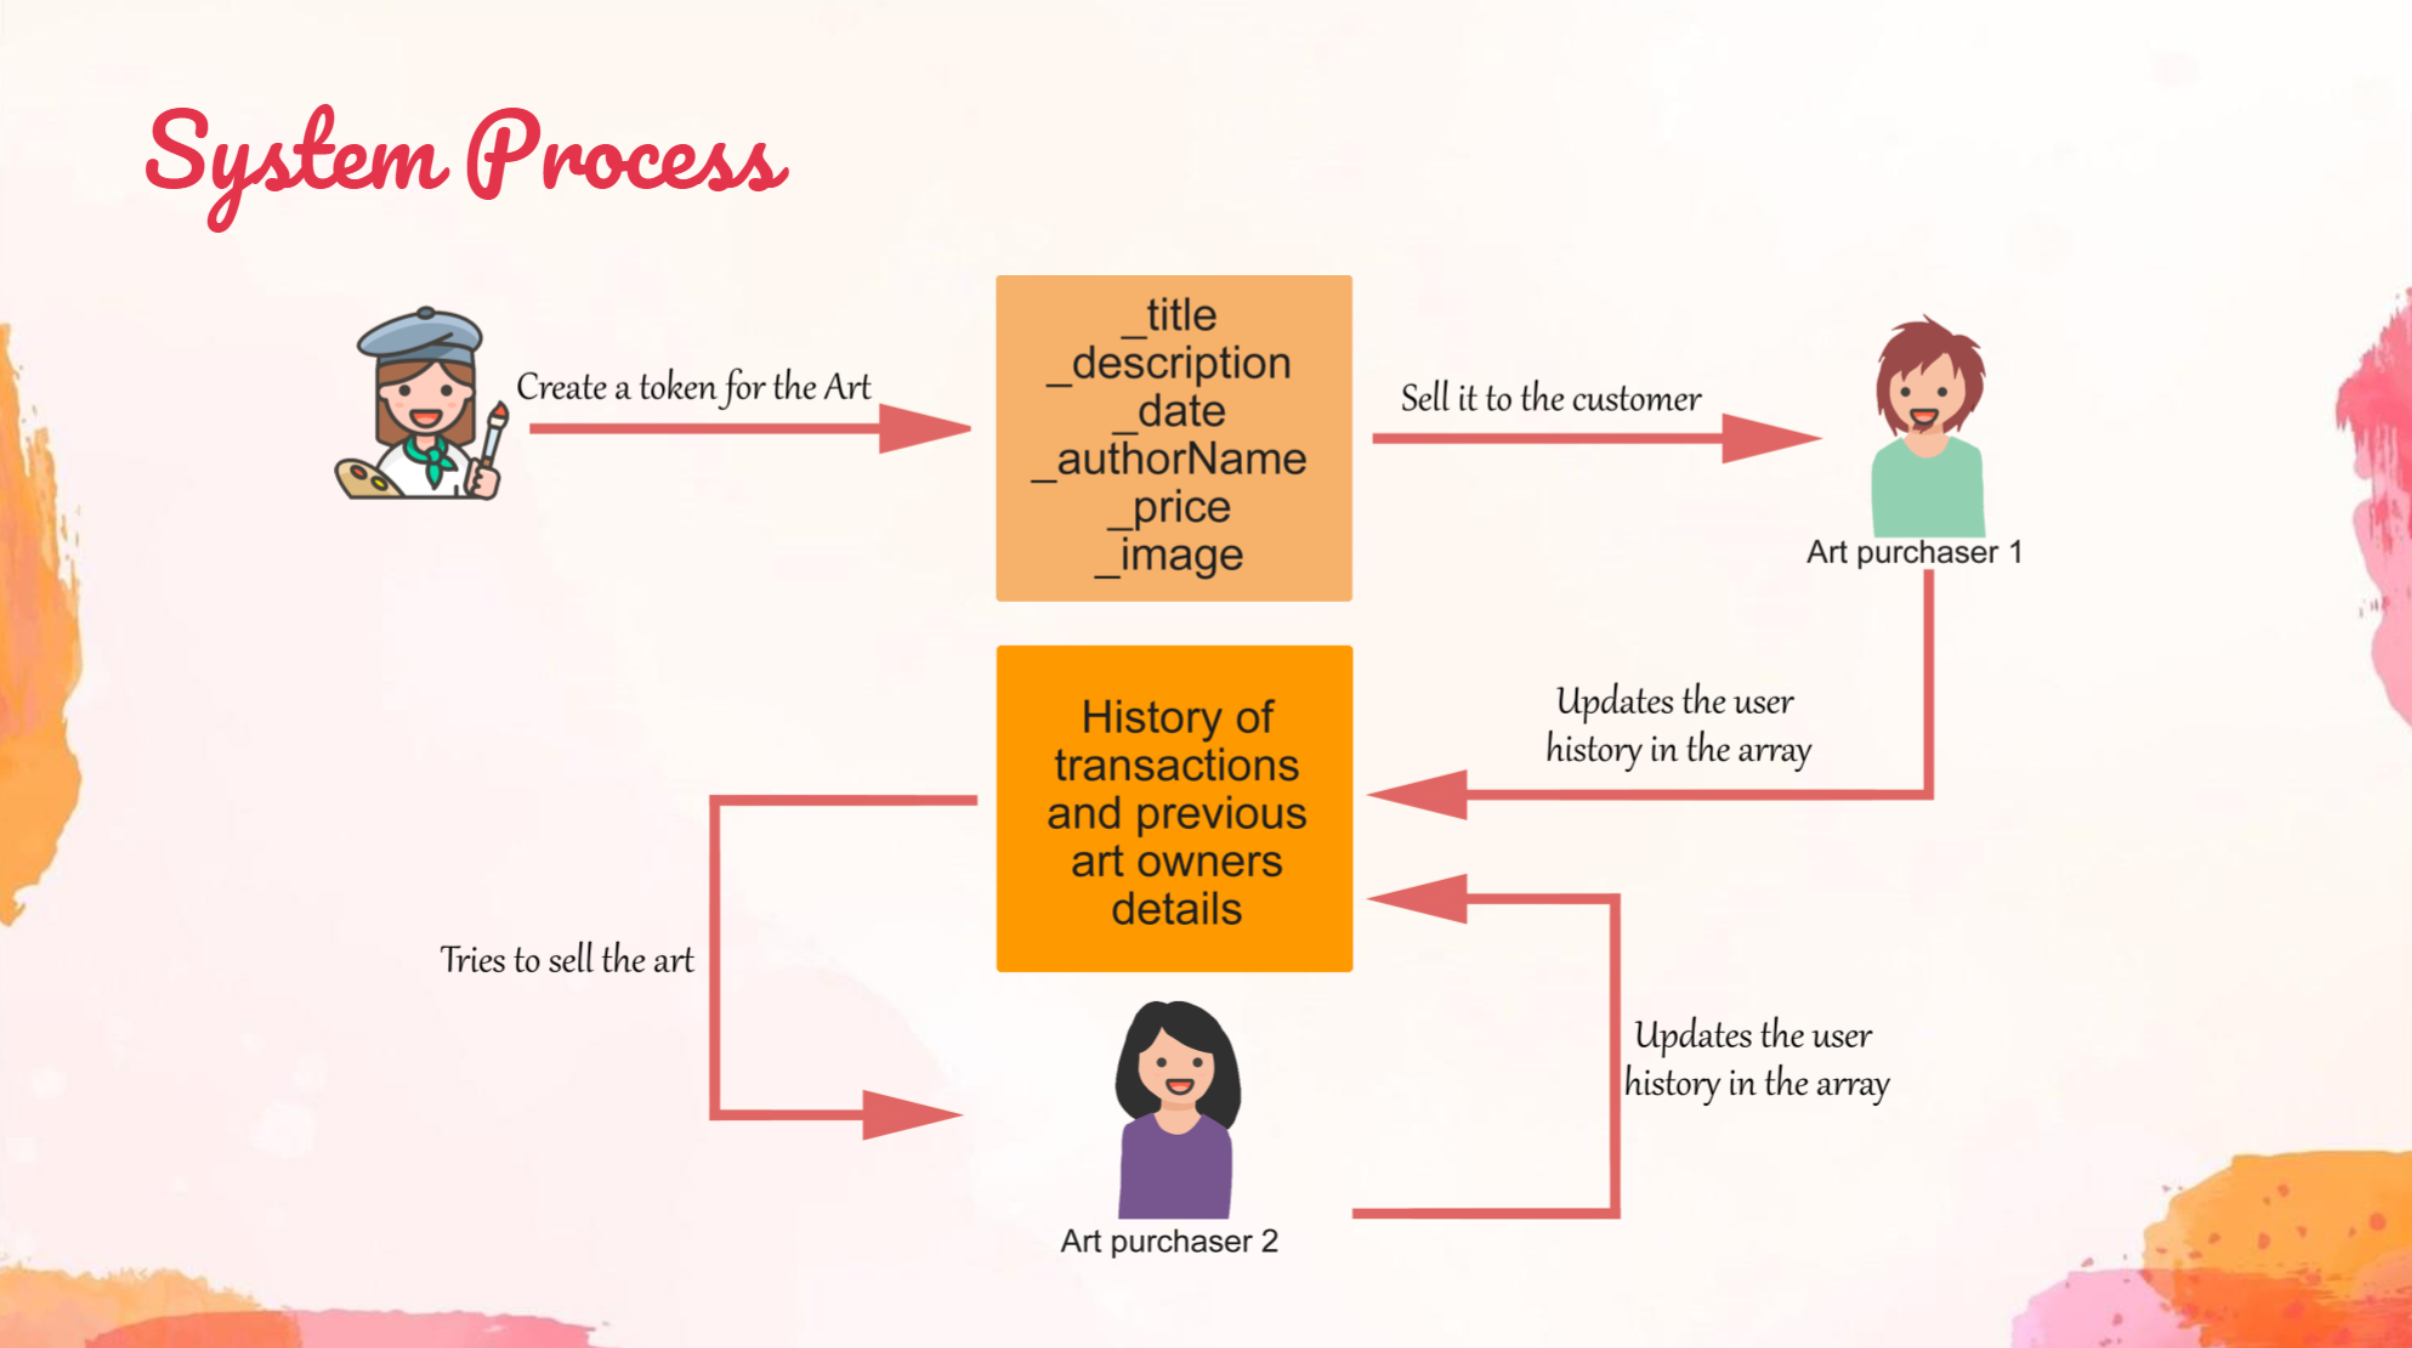 System Process
Create a token for the Art
_title
_description
_date
_authorName
_price
_image
Sell it to the customer
Art purchaser 1
Updates the user
history in the array
History of
transactions
and previous
art owners
details
Tries to sell the art
Art purchaser 2
Updates the user
history in the array